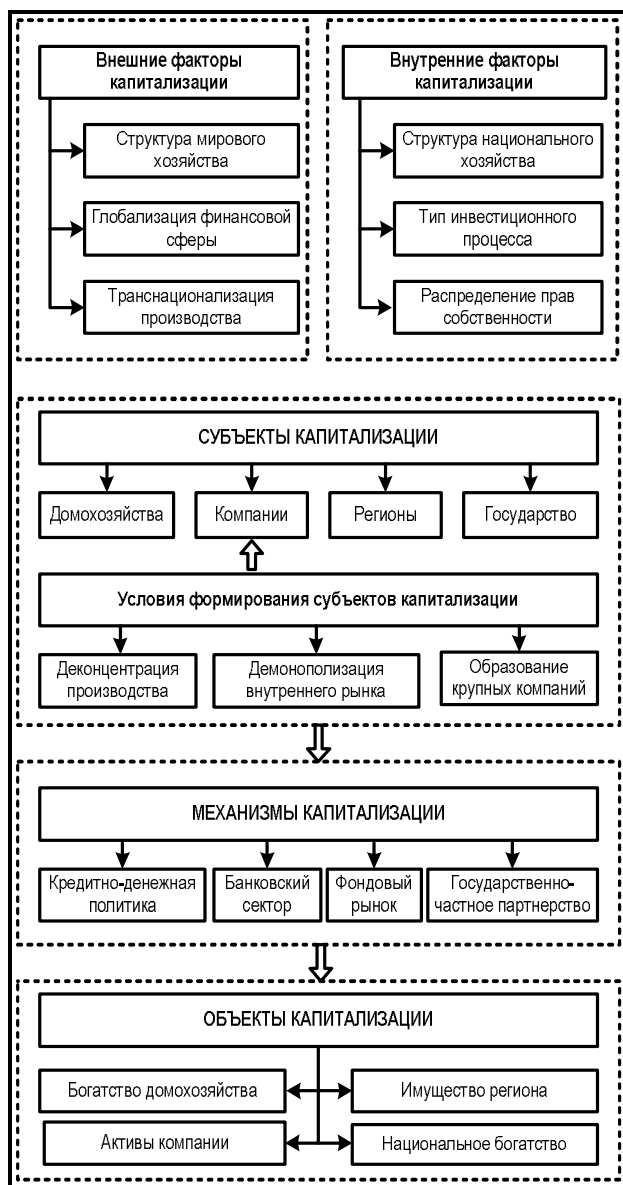 Внешние факторы
капитализации
Структура мирового
хозяйства
Глобализация финансовой
сферы
Транснационализация
производства
Внутренние факторы
капитализации
Структура национального
хозяйства
Тип инвестиционного
процесса
Распределение прав
собственности
СУБЪЕКТЫ КАПИТАЛИЗАЦИИ
Домохозяйства
Компании
Регионы
Государство
Условия формирования субъектов капитализации
Деконцентрация
производства
Демонополизация
внутреннего рынка
Образование
крупных компаний
МЕХАНИЗМЫ КАПИТАЛИЗАЦИИ
Кредитно-денежная
политика
Банковский
сектор
Фондовый
рынок
Государственно-
частное партнерство
ОБЪЕКТЫ КАПИТАЛИЗАЦИИ
Богатство домохозяйства
Имущество региона
Активы компании
Национальное богатство